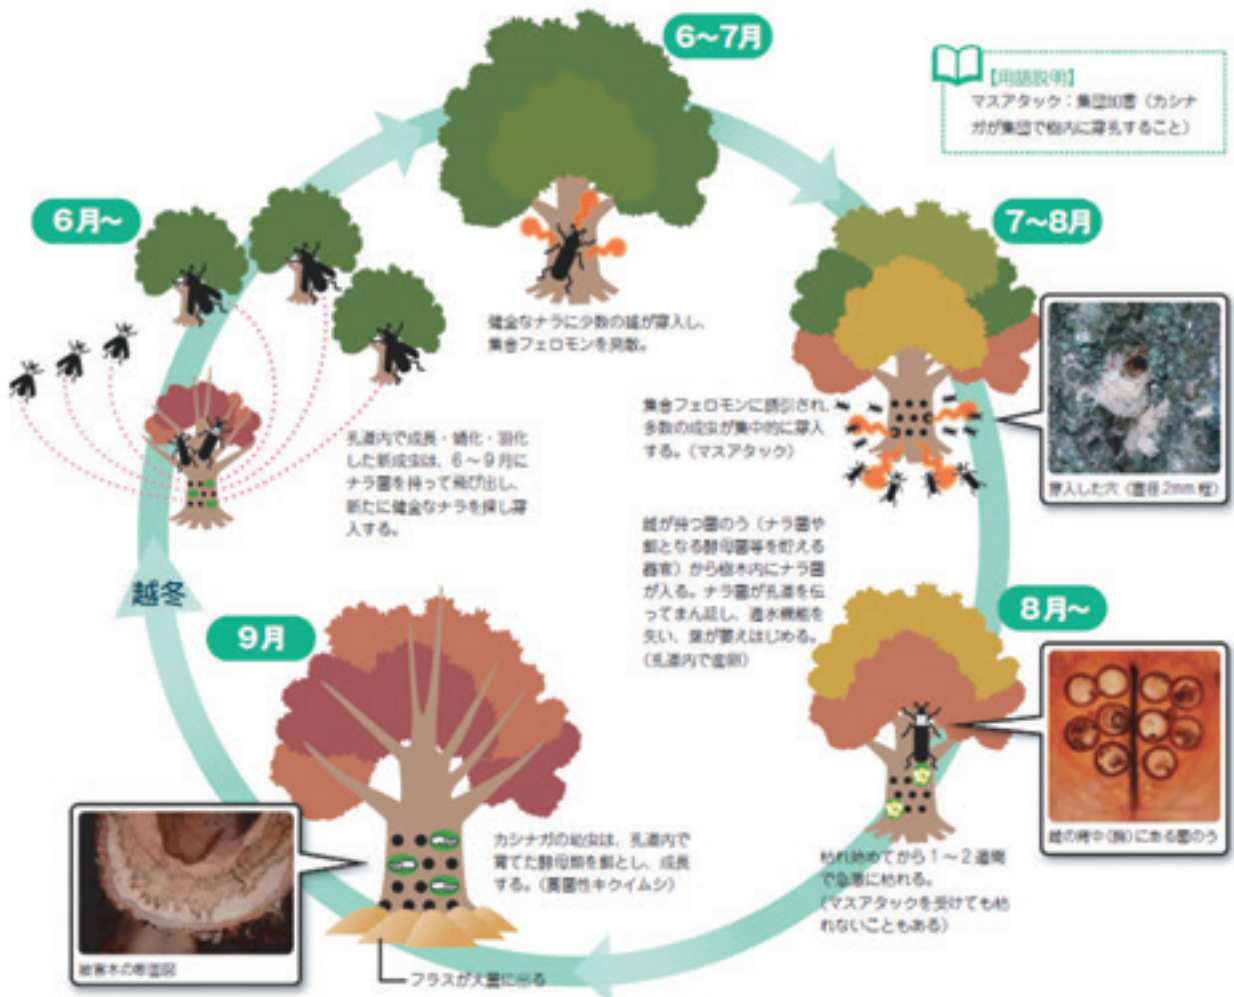 6〜7月
【用語説明】
マスアタック：集団加害（カシナ
ガが集団で樹内に穿孔すること）
6月〜
7〜8月
健全なナラに少数の雄が穿入し、
集合フェロモンを発散。
集合フェロモンに誘引され、
多数の成虫が集中的に穿入
する。（マスアタック）
穿入した穴（直径2mm程）
孔道内で成長・蛹化・羽化
した新成虫は、6〜9月に
ナラ菌を持って飛び出し、
新たに健全なナラを探し穿
入する。
雌が持つ菌のう（ナラ菌や
餌となる酵母菌等を貯える
器官）から樹木内にナラ菌
が入る。ナラ菌が孔道を伝
ってまん延し、通水機能を
失い、葉が萎えはじめる。
（孔道内で産卵）
越冬
9月
8月〜
雌の背中（胸）にある菌のう
カシナガの幼虫は、孔道内で
育てた酵母類を餌とし、成長
する。（養菌性キクイムシ）
枯れ始めてから1〜2週間
で急激に枯れる。
（マスアタックを受けても枯
れないこともある）
被害木の断面図
フラスが大量に出る